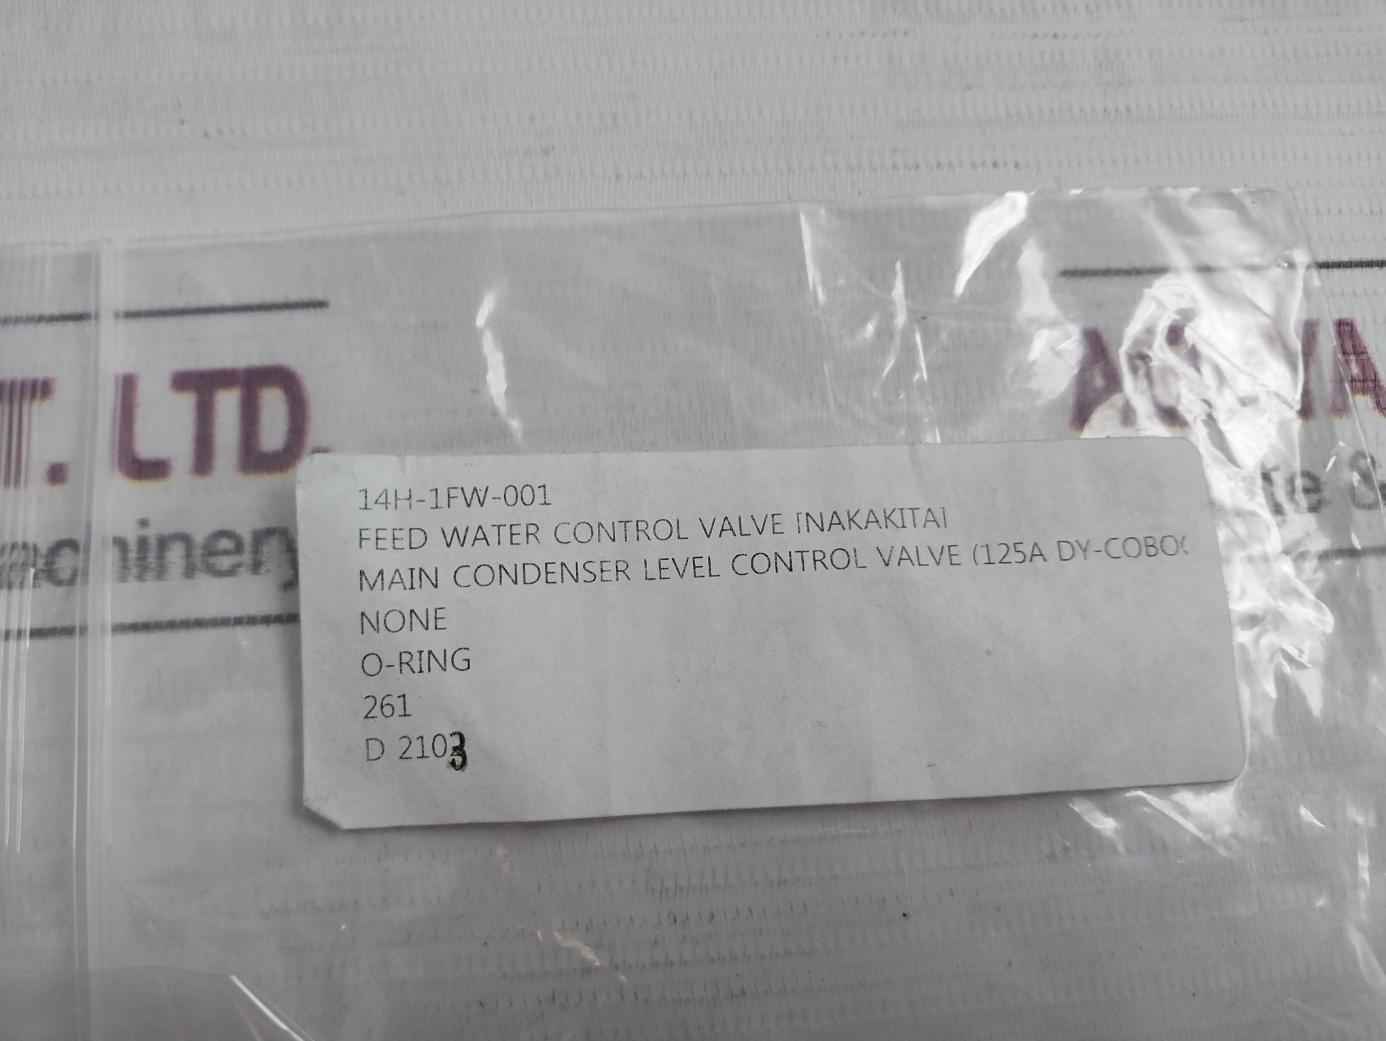 T. LTD.
achinery
te &
14H-1FW-001
FEED WATER CONTROL VALVE [NAKAKITA]
MAIN CONDENSER LEVEL CONTROL VALVE (125A DY-COBO
NONE
O-RING
261
D 2103